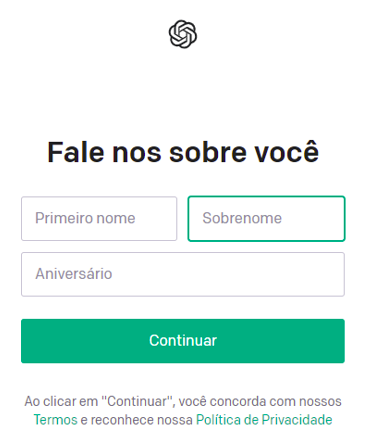 Fale nos sobre você
Primeiro nome
Sobrenome
Aniversário
Continuar
Ao clicar em "Continuar", você concorda com nossos
Termos e reconhece nossa Política de Privacidade